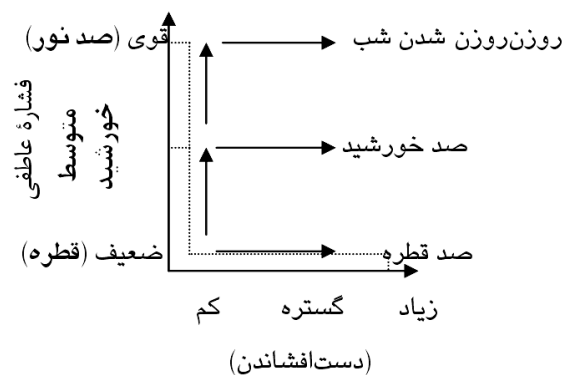 قوی (صد نور)
روزن‌روزن شدن شب
فشارهٔ عاطفی
متوسط
خورشید
صد خورشید
ضعیف (قطره)
صد قطره
کم
گستره
زیاد
(دست‌افشاندن)